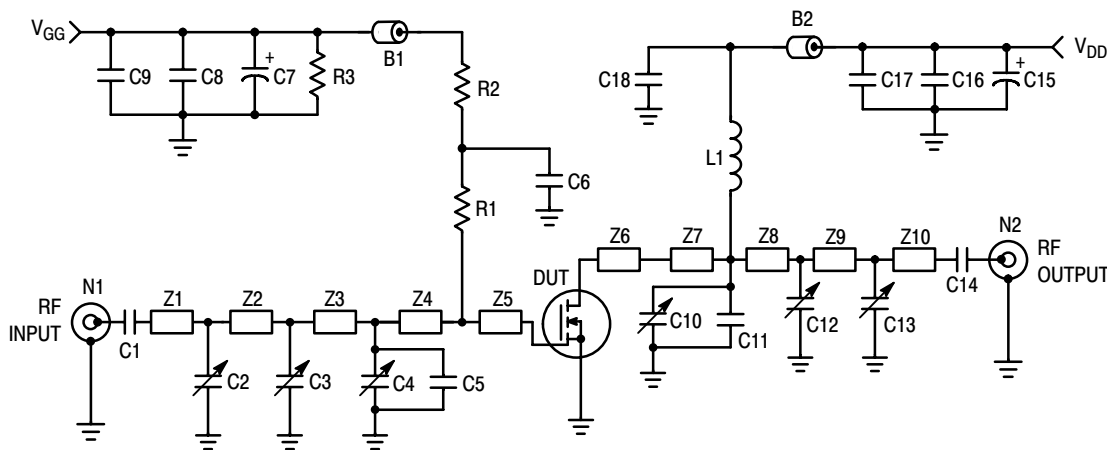 V_GG
C9
C8
+
C7
R3
B1
R2
C6
R1
C18
B2
C17
C16
+
C15
V_DD
L1
N1
RF
INPUT
C1
Z1
Z2
Z3
Z4
Z5
C2
C3
C4
C5
DUT
Z6
Z7
Z8
Z9
Z10
C10
C11
C12
C13
C14
N2
RF
OUTPUT